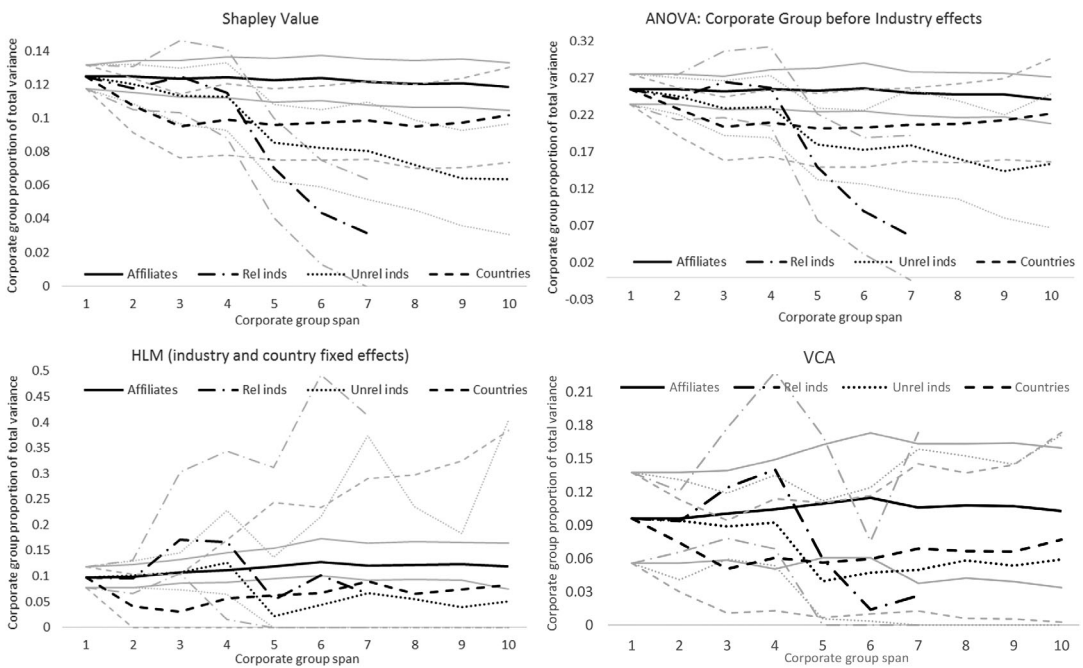 Shapley Value
Corporate group proportion of total variance
0.14
0.12
0.1
0.08
0.06
0.04
0.02
0
Affiliates Rel inds Unrel inds Countries
1 2 3 4 5 6 7 8 9 10
Corporate group span
ANOVA: Corporate Group before Industry effects
Corporate group proportion of total variance
0.32
0.27
0.22
0.17
0.12
0.07
0.02
-0.03
Affiliates Rel inds Unrel inds Countries
1 2 3 4 5 6 7 8 9 10
Corporate group span
HLM (industry and country fixed effects)
Corporate group proportion of total variance
0.5
0.45
0.4
0.35
0.3
0.25
0.2
0.15
0.1
0.05
0
Affiliates Rel inds Unrel inds Countries
1 2 3 4 5 6 7 8 9 10
Corporate group span
VCA
Corporate group proportion of total variance
0.21
0.18
0.15
0.12
0.09
0.06
0.03
0
Affiliates Rel inds Unrel inds Countries
1 2 3 4 5 6 7 8 9 10
Corporate group span